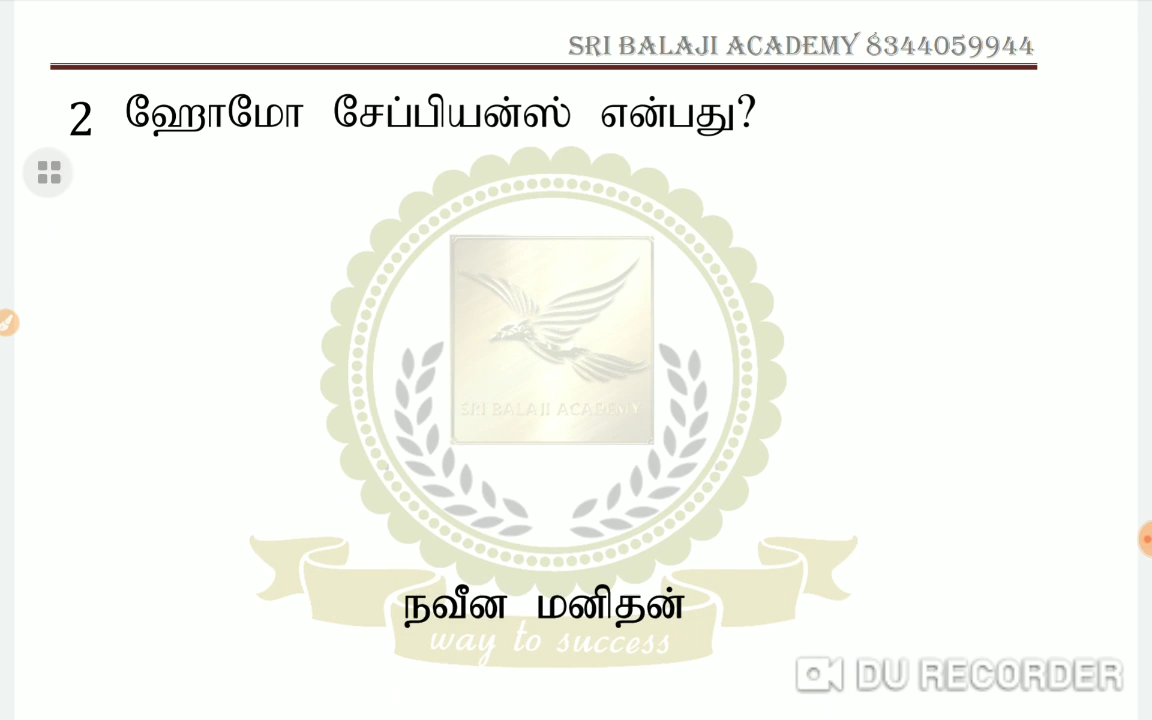 SRI BALAJI ACADEMY 8344059944
2 ஹோமோ சேப்பியன்ஸ் என்பது?
SRI BALAJI ACADEMY
நவீன மனிதன்
way to success
DU RECORDER